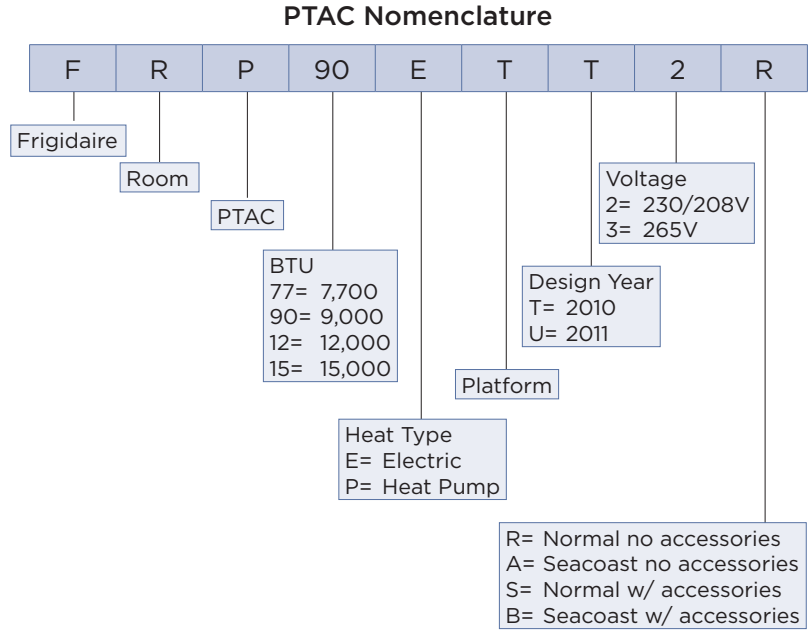 PTAC Nomenclature
F R P 90 E T T 2 R
Frigidaire
Room
PTAC
Voltage
2= 230/208V
3= 265V
BTU
77= 7,700
90= 9,000
12= 12,000
15= 15,000
Design Year
T= 2010
U= 2011
Platform
Heat Type
E= Electric
P= Heat Pump
R= Normal no accessories
A= Seacoast no accessories
S= Normal w/ accessories
B= Seacoast w/ accessories